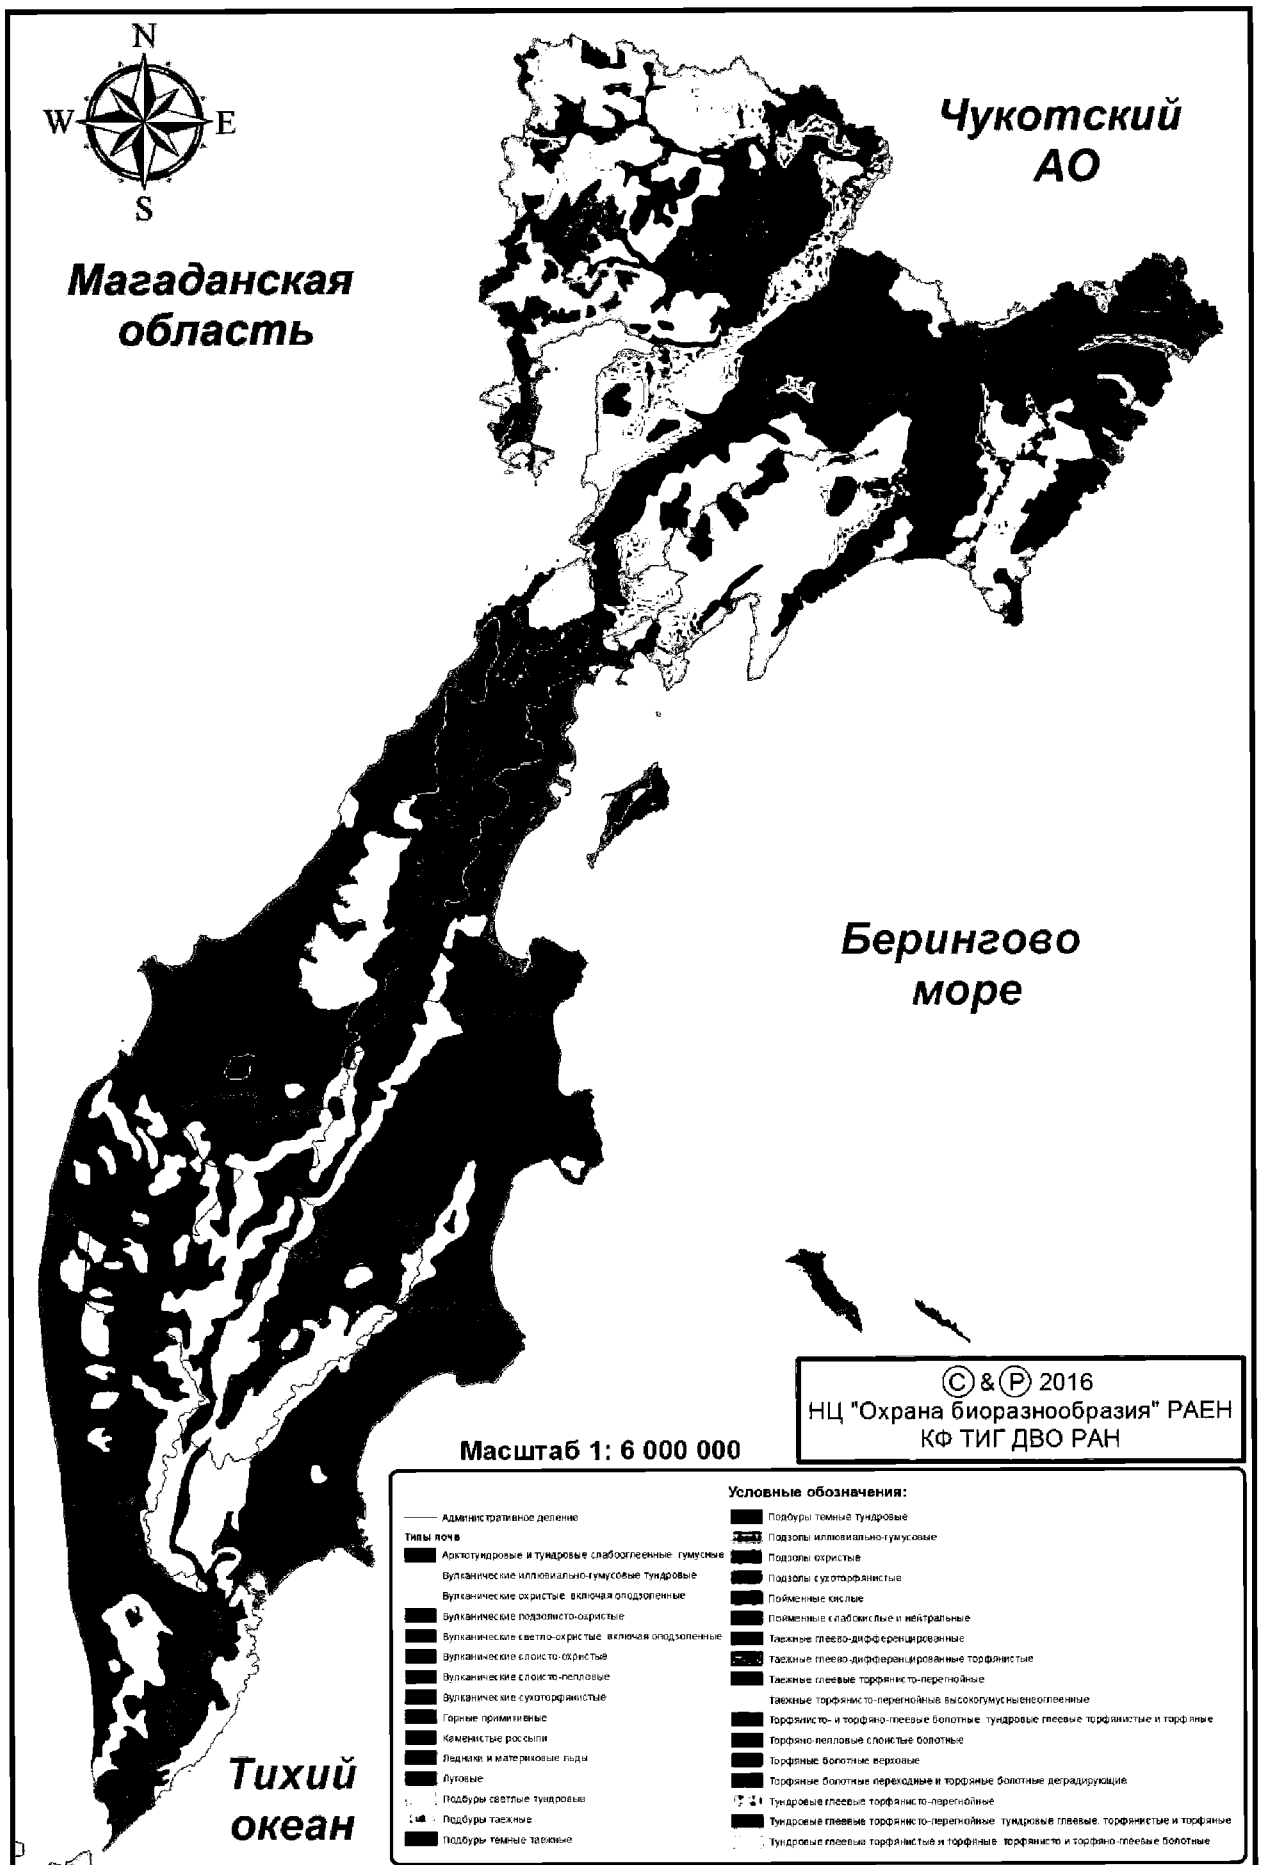 N
W
E
S
Чукотский
АО
Магаданская
область
Берингово
море
Тихий
океан
Ⓒ & Ⓟ 2016
НЦ "Охрана биоразнообразия" РАЕН
КФ ТИГ ДВО РАН
Масштаб 1: 6 000 000
Условные обозначения:
Административное деление
Типы почв
Арктотундровые и тундровые слабооглеенные гумусные
Вулканические иллювиально-гумусовые тундровые
Вулканические охристые включая оподзоленные
Вулканические подзолисто-охристые
Вулканические светло-охристые включая оподзоленные
Вулканические слоисто-охристые
Вулканические слоисто-пепловые
Вулканические сухоторфянистые
Горные примитивные
Каменистые россыпи
Ледники и материковые льды
Луговые
Подбуры светлые тундровые
Подбуры таежные
Подбуры темные таежные
Подбуры темные тундровые
Подзолы иллювиально-гумусовые
Подзолы охристые
Подзолы сухоторфянистые
Пойменные кислые
Пойменные слабокислые и нейтральные
Таежные глеево-дифференцированные
Таежные глеево-дифференцированные торфянистые
Таежные глеевые торфянисто-перегнойные
Таежные торфянисто-перегнойные высокогумусные неоглеенные
Торфянисто- и торфяно-глеевые болотные тундровые глеевые торфянистые и торфяные
Торфяно-пепловые слоистые болотные
Торфяные болотные верховые
Торфяные болотные переходные и торфяные болотные деградирующие
Тундровые глеевые торфянисто-перегнойные
Тундровые глеевые торфянисто-перегнойные тундровые глеевые, торфянистые и торфяные
Тундровые глеевые торфянистые и торфяные торфянисто и торфяно-глеевые болотные